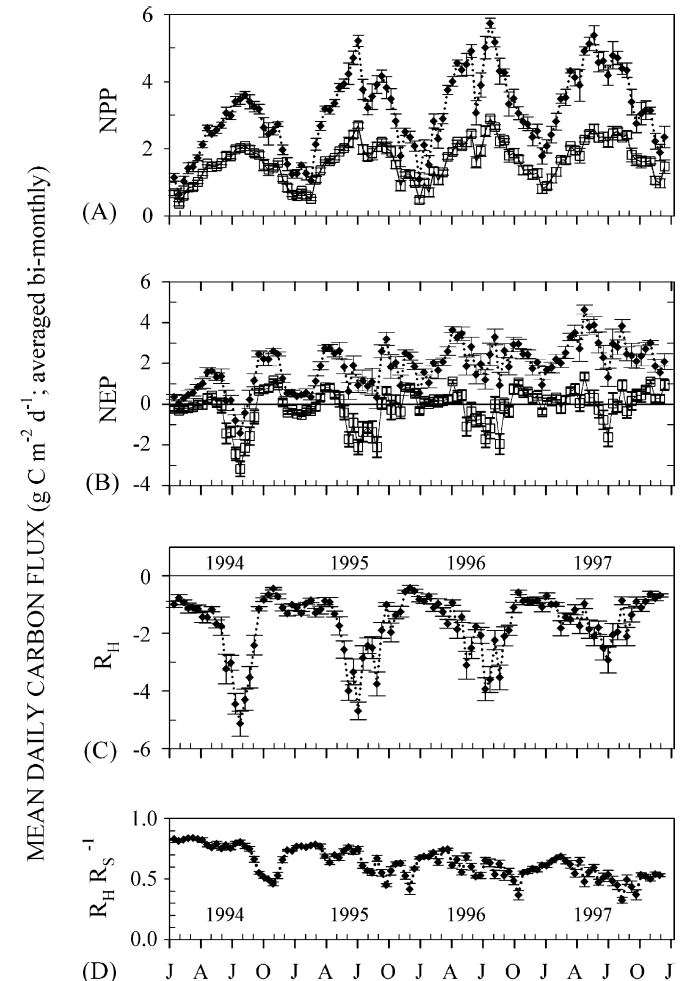 MEAN DAILY CARBON FLUX (g C m-2 d-1; averaged bi-monthly)
6
4
NPP
2
0
(A)
6
4
2
NEP
0
-2
-4
(B)
1994 1995 1996 1997
0
-2
RH
-4
-6
(C)
1.0
RH RS-1
0.5
1994 1995 1996 1997
0.0
(D)
J A J O J A J O J A J O J A J O J